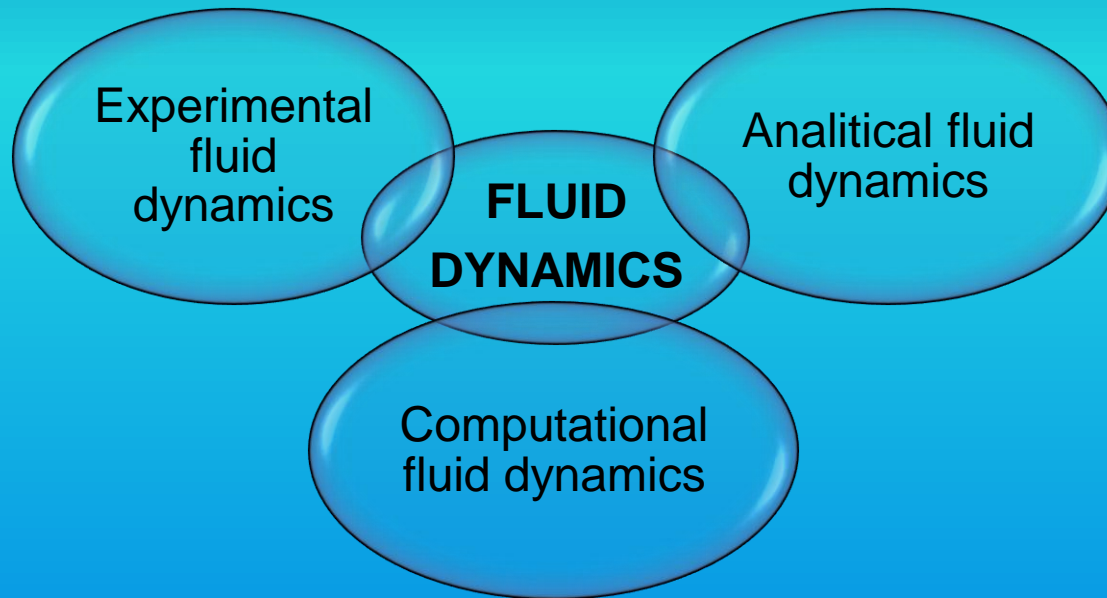 Experimental
fluid
dynamics
Analitical fluid
dynamics
FLUID
DYNAMICS
Computational
fluid dynamics